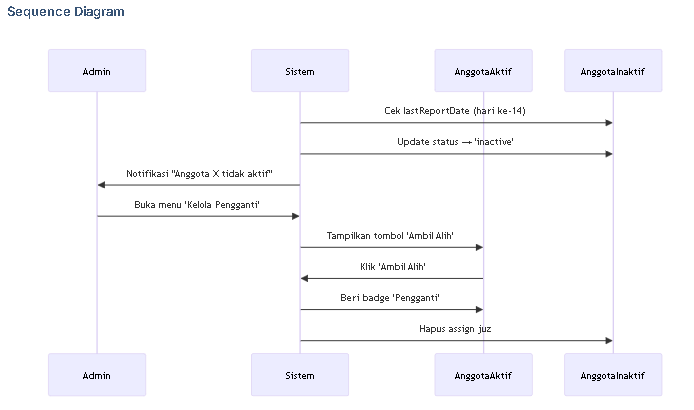 Sequence Diagram
Admin
Sistem
AnggotaAktif
AnggotaInaktif
Cek lastReportDate (hari ke-14)
Update status → 'inactive'
Notifikasi "Anggota X tidak aktif"
Buka menu 'Kelola Pengganti'
Tampilkan tombol 'Ambil Alih'
Klik 'Ambil Alih'
Beri badge 'Pengganti'
Hapus assign juz
Admin
Sistem
AnggotaAktif
AnggotaInaktif